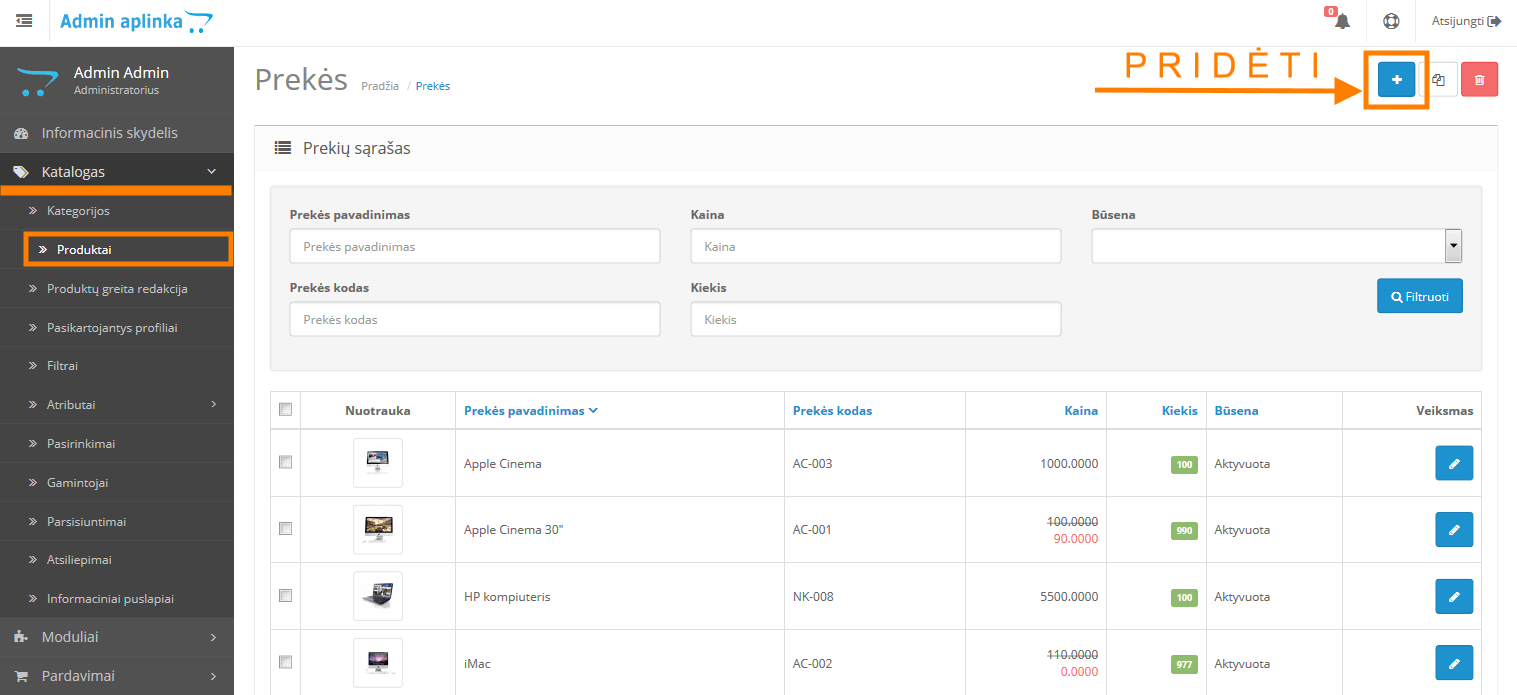 Admin aplinka
0
Atsijungti
Admin Admin
Administratorius
Informacinis skydelis
Katalogas
Kategorijos
Produktai
Produktų greita redakcija
Pasikartojantys profiliai
Filtrai
Atributai
Pasirinkimai
Gamintojai
Parsisiuntimai
Atsiliepimai
Informaciniai puslapiai
Moduliai
Pardavimai
Prekės Pradžia / Prekės
PRIDĖTI
Prekių sąrašas
Prekės pavadinimas Kaina Būsena
Prekės pavadinimas Kaina
Prekės kodas Kiekis
Prekės kodas Kiekis
Filtruoti
Nuotrauka Prekės pavadinimas Prekės kodas Kaina Kiekis Būsena Veiksmas
Apple Cinema AC-003 1000.0000 100 Aktyvuota
Apple Cinema 30" AC-001 100.0000 90.0000 990 Aktyvuota
HP kompiuteris NK-008 5500.0000 100 Aktyvuota
iMac AC-002 110.0000 0.0000 977 Aktyvuota